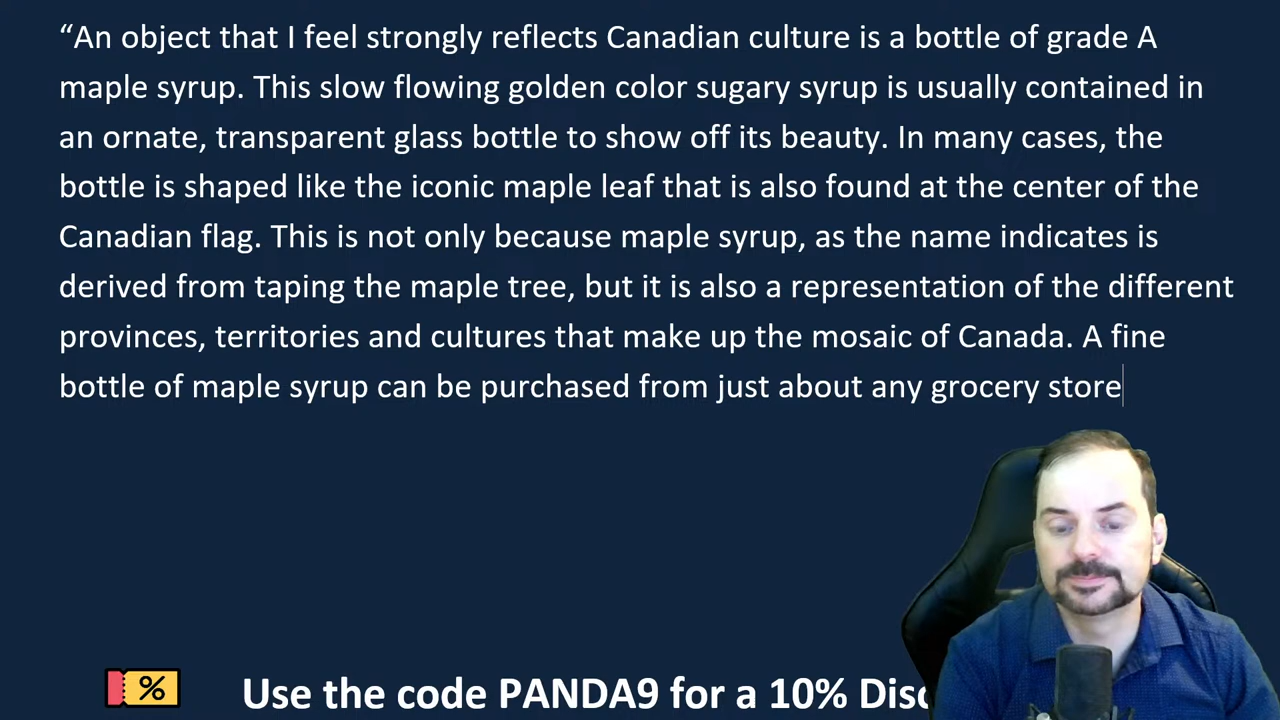 “An object that I feel strongly reflects Canadian culture is a bottle of grade A
maple syrup. This slow flowing golden color sugary syrup is usually contained in
an ornate, transparent glass bottle to show off its beauty. In many cases, the
bottle is shaped like the iconic maple leaf that is also found at the center of the
Canadian flag. This is not only because maple syrup, as the name indicates is
derived from taping the maple tree, but it is also a representation of the different
provinces, territories and cultures that make up the mosaic of Canada. A fine
bottle of maple syrup can be purchased from just about any grocery store
%
Use the code PANDA9 for a 10%